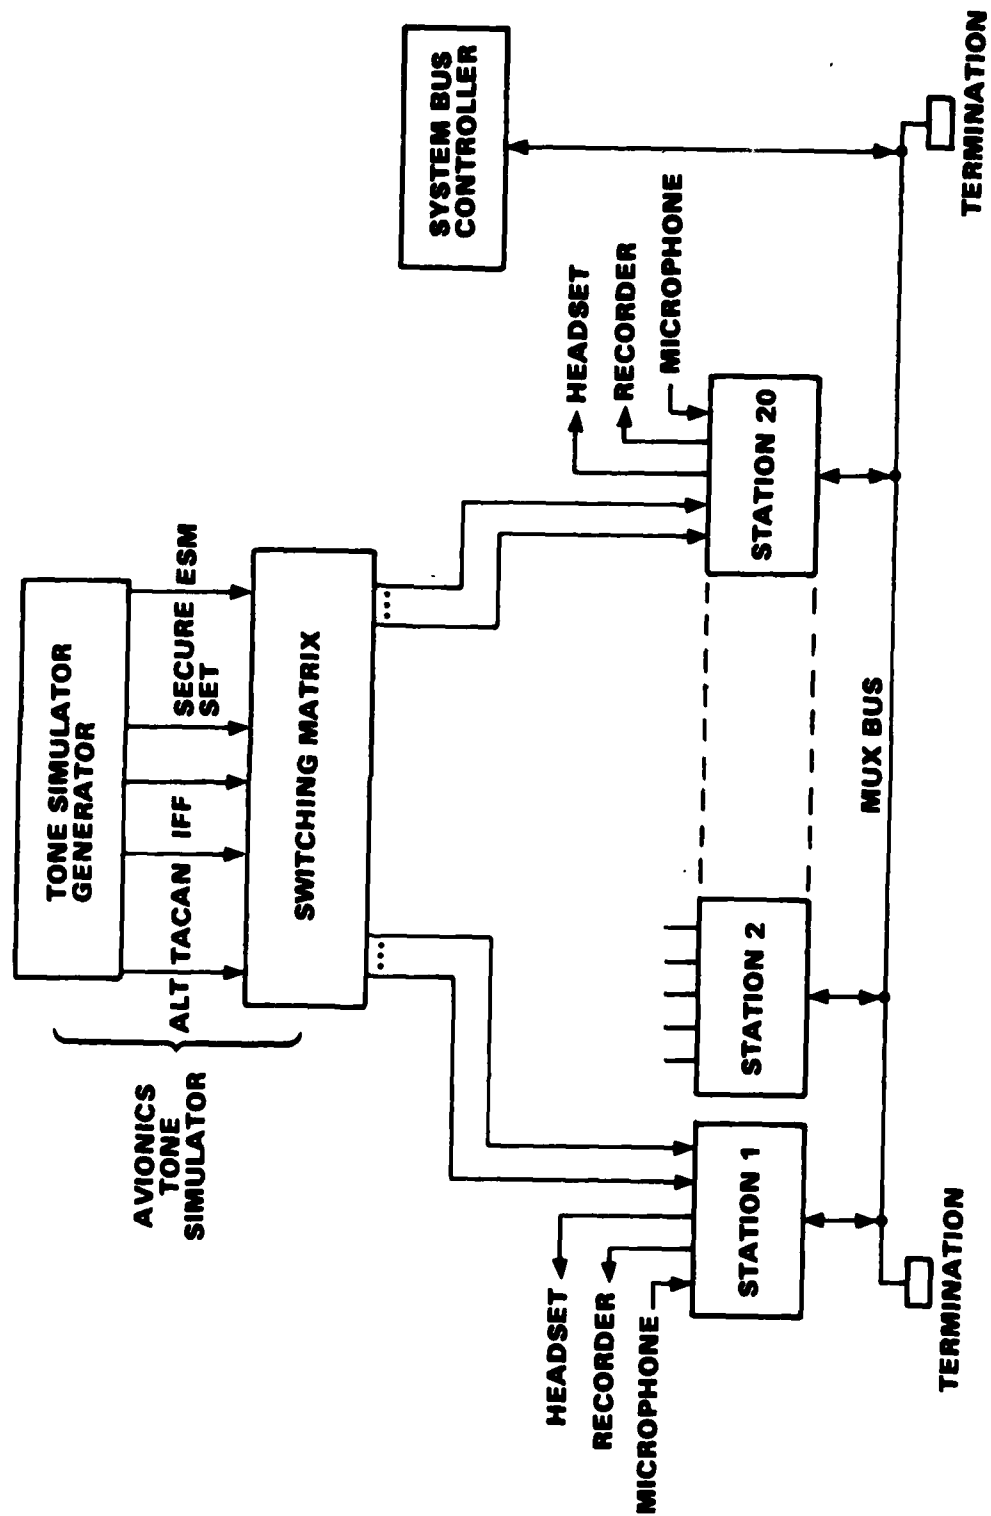 AVIONICS
TONE
SIMULATOR
TONE SIMULATOR
GENERATOR
ALT
TACAN
IFF
SECURE
SET
ESM
SWITCHING MATRIX
SYSTEM BUS
CONTROLLER
HEADSET
RECORDER
MICROPHONE
HEADSET
RECORDER
MICROPHONE
STATION 1
STATION 2
STATION 20
MUX BUS
TERMINATION
TERMINATION